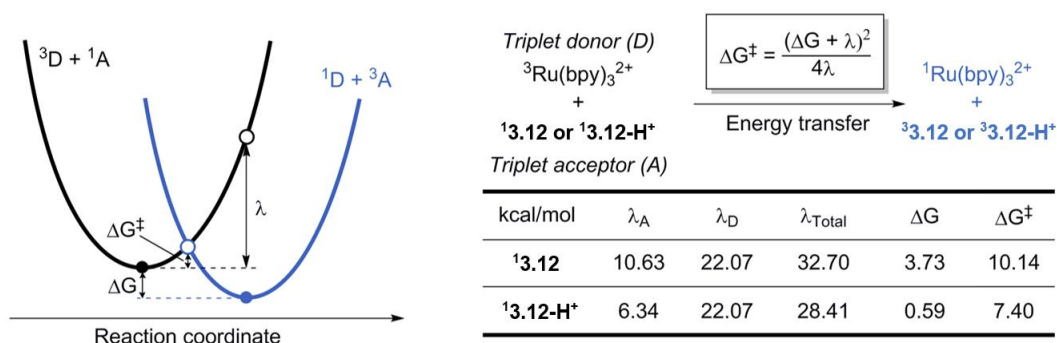 ³D + ¹A
¹D + ³A
λ
ΔG‡
ΔG
Reaction coordinate
Triplet donor (D)
³Ru(bpy)₃²⁺
+
¹3.12 or ¹3.12-H⁺
Triplet acceptor (A)
ΔG‡ = (ΔG + λ)² / 4λ
Energy transfer
¹Ru(bpy)₃²⁺
+
³3.12 or ³3.12-H⁺
kcal/mol λA λD λTotal ΔG ΔG‡
¹3.12 10.63 22.07 32.70 3.73 10.14
¹3.12-H⁺ 6.34 22.07 28.41 0.59 7.40